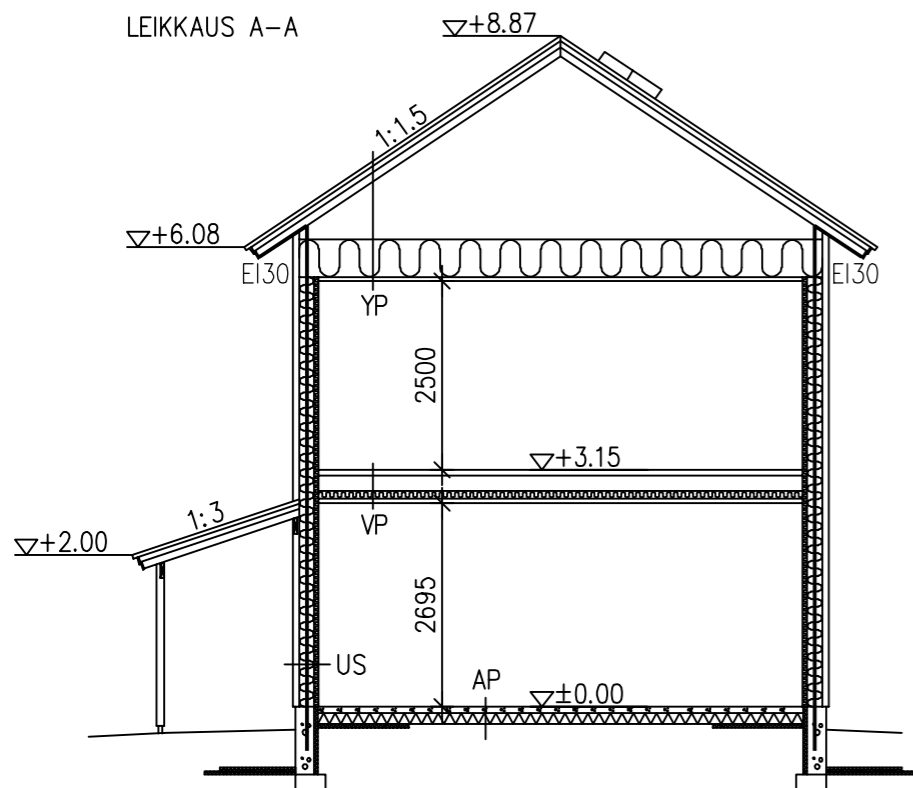 LEIKKAUS A-A
+8.87
1:1.5
+6.08
EI30
EI30
YP
2500
+3.15
1:3
VP
+2.00
2695
US
AP
±0.00